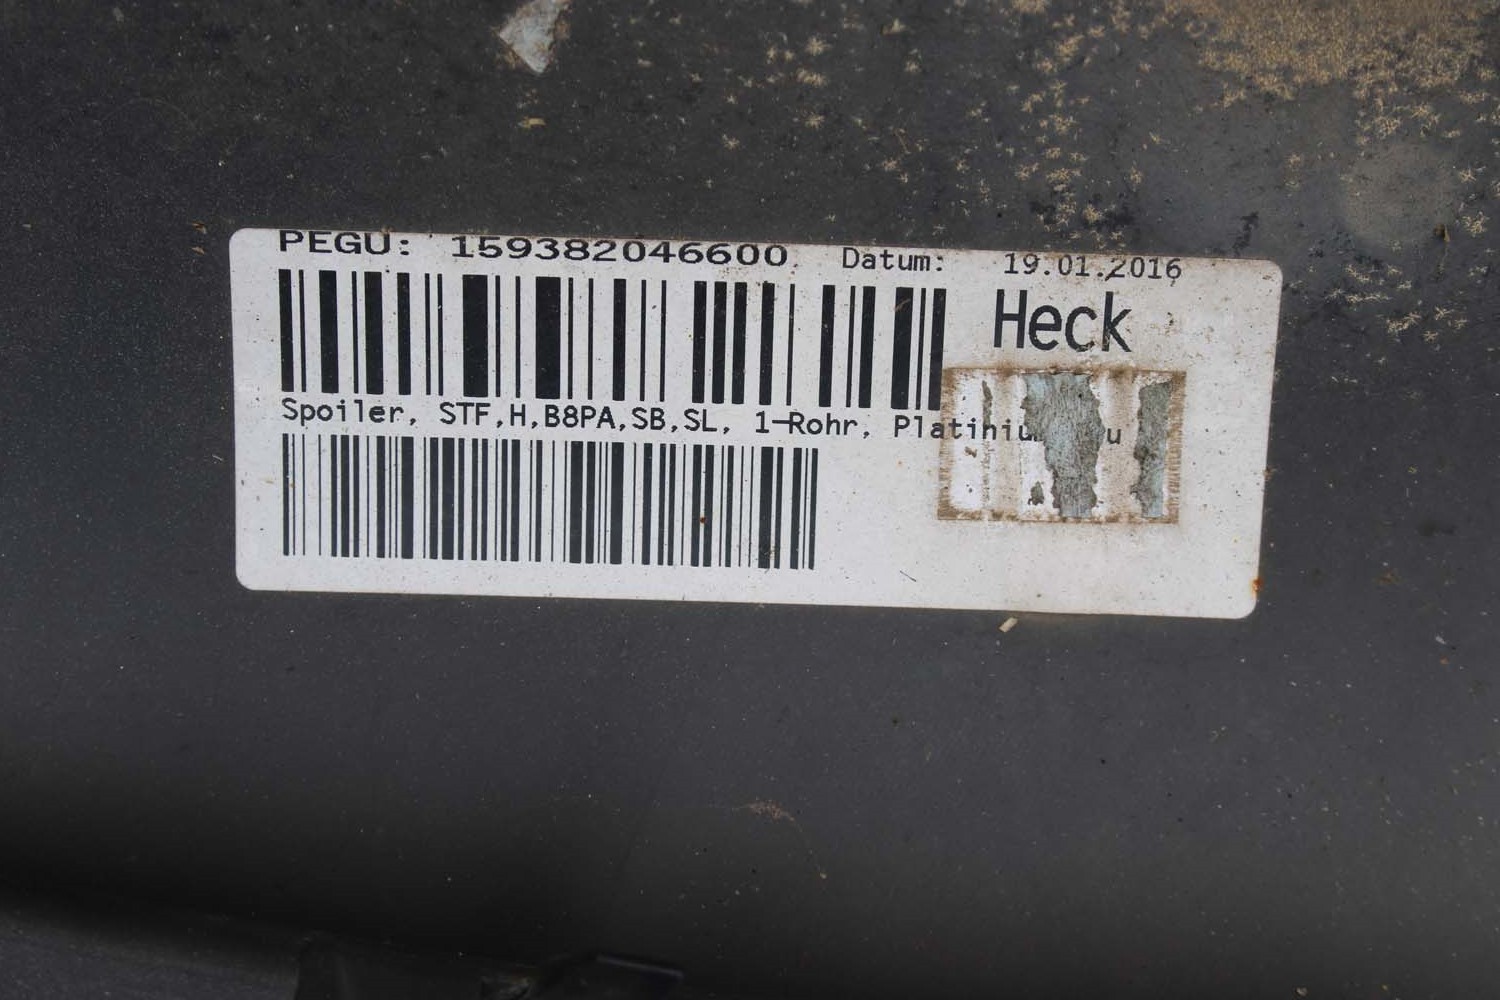 PEGU: 159382046600 Datum: 19.01.2016
Heck
Spoiler, STF,H,B8PA,SB,SL, 1-Rohr,